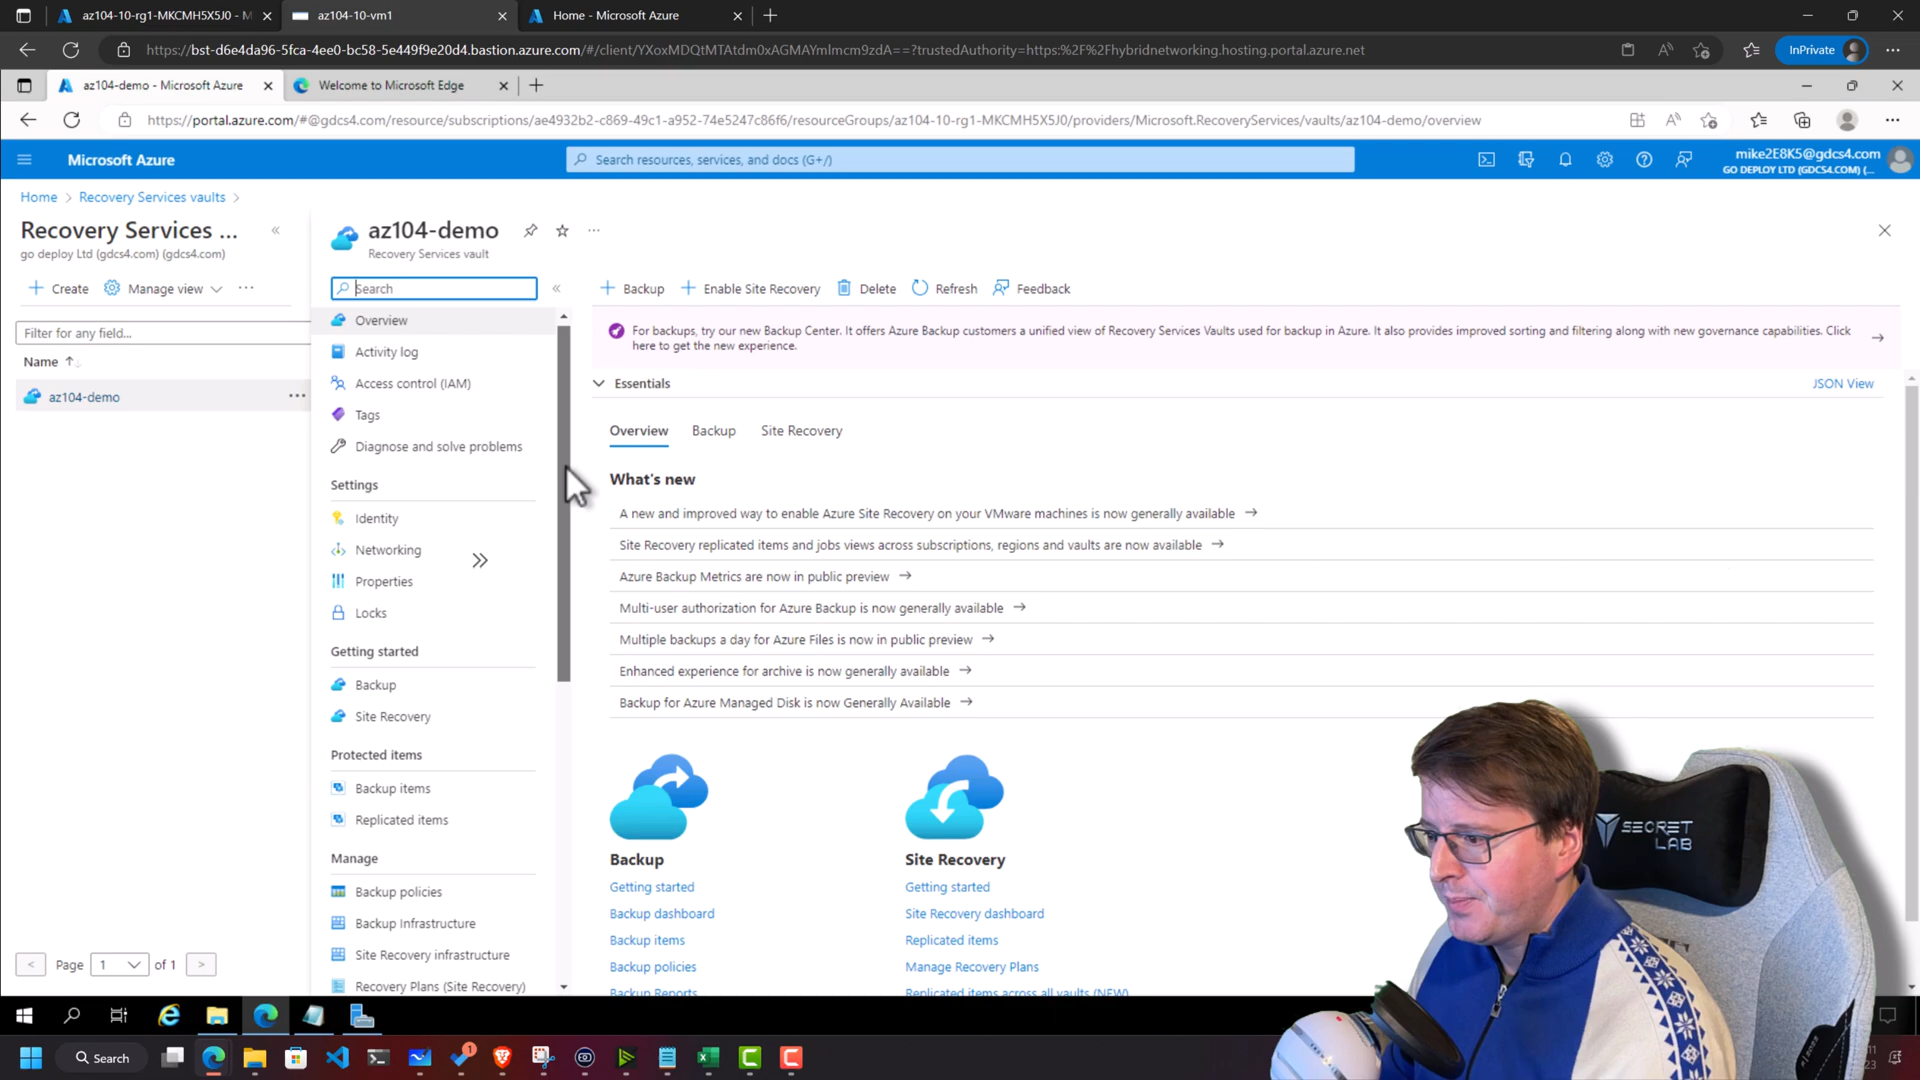 az104-10-rg1-MKCMH5X5J0 - M
az104-10-vm1
Home - Microsoft Azure
https://bst-d6e4da96-5fca-4ee0-bc58-5e449f9e20d4.bastion.azure.com/#/client/YXoxMDQtMTAtdm0xAGMAYmlmcm9zdA==?trustedAuthority=https:%2F%2Fhybridnetworking.hosting.portal.azure.net
InPrivate
az104-demo - Microsoft Azure
Welcome to Microsoft Edge
https://portal.azure.com/#@gdcs4.com/resource/subscriptions/ae4932b2-c869-49c1-a952-74e5247c86f6/resourceGroups/az104-10-rg1-MKCMH5X5J0/providers/Microsoft.RecoveryServices/vaults/az104-demo/overview
Microsoft Azure
Search resources, services, and docs (G+/)
mike2E8K5@gdcs4.com
GO DEPLOY LTD (GDCS4.COM) (...
Home > Recovery Services vaults >
Recovery Services ...
go deploy Ltd (gdcs4.com) (gdcs4.com)
Create
Manage view
Filter for any field...
Name
az104-demo
Page 1 of 1
az104-demo
Recovery Services vault
Search
Overview
Activity log
Access control (IAM)
Tags
Diagnose and solve problems
Settings
Identity
Networking
Properties
Locks
Getting started
Backup
Site Recovery
Protected items
Backup items
Replicated items
Manage
Backup policies
Backup Infrastructure
Site Recovery infrastructure
Recovery Plans (Site Recovery)
Backup
Enable Site Recovery
Delete
Refresh
Feedback
For backups, try our new Backup Center. It offers Azure Backup customers a unified view of Recovery Services Vaults used for backup in Azure. It also provides improved sorting and filtering along with new governance capabilities. Click
here to get the new experience.
Essentials
JSON View
Overview
Backup
Site Recovery
What's new
A new and improved way to enable Azure Site Recovery on your VMware machines is now generally available
Site Recovery replicated items and jobs views across subscriptions, regions and vaults are now available
Azure Backup Metrics are now in public preview
Multi-user authorization for Azure Backup is now generally available
Multiple backups a day for Azure Files is now in public preview
Enhanced experience for archive is now generally available
Backup for Azure Managed Disk is now Generally Available
Backup
Getting started
Backup dashboard
Backup items
Backup policies
Backup Reports
Site Recovery
Getting started
Site Recovery dashboard
Replicated items
Manage Recovery Plans
Replicated items across all vaults (NEW)
SECRET
LAB
Search
1
11
23